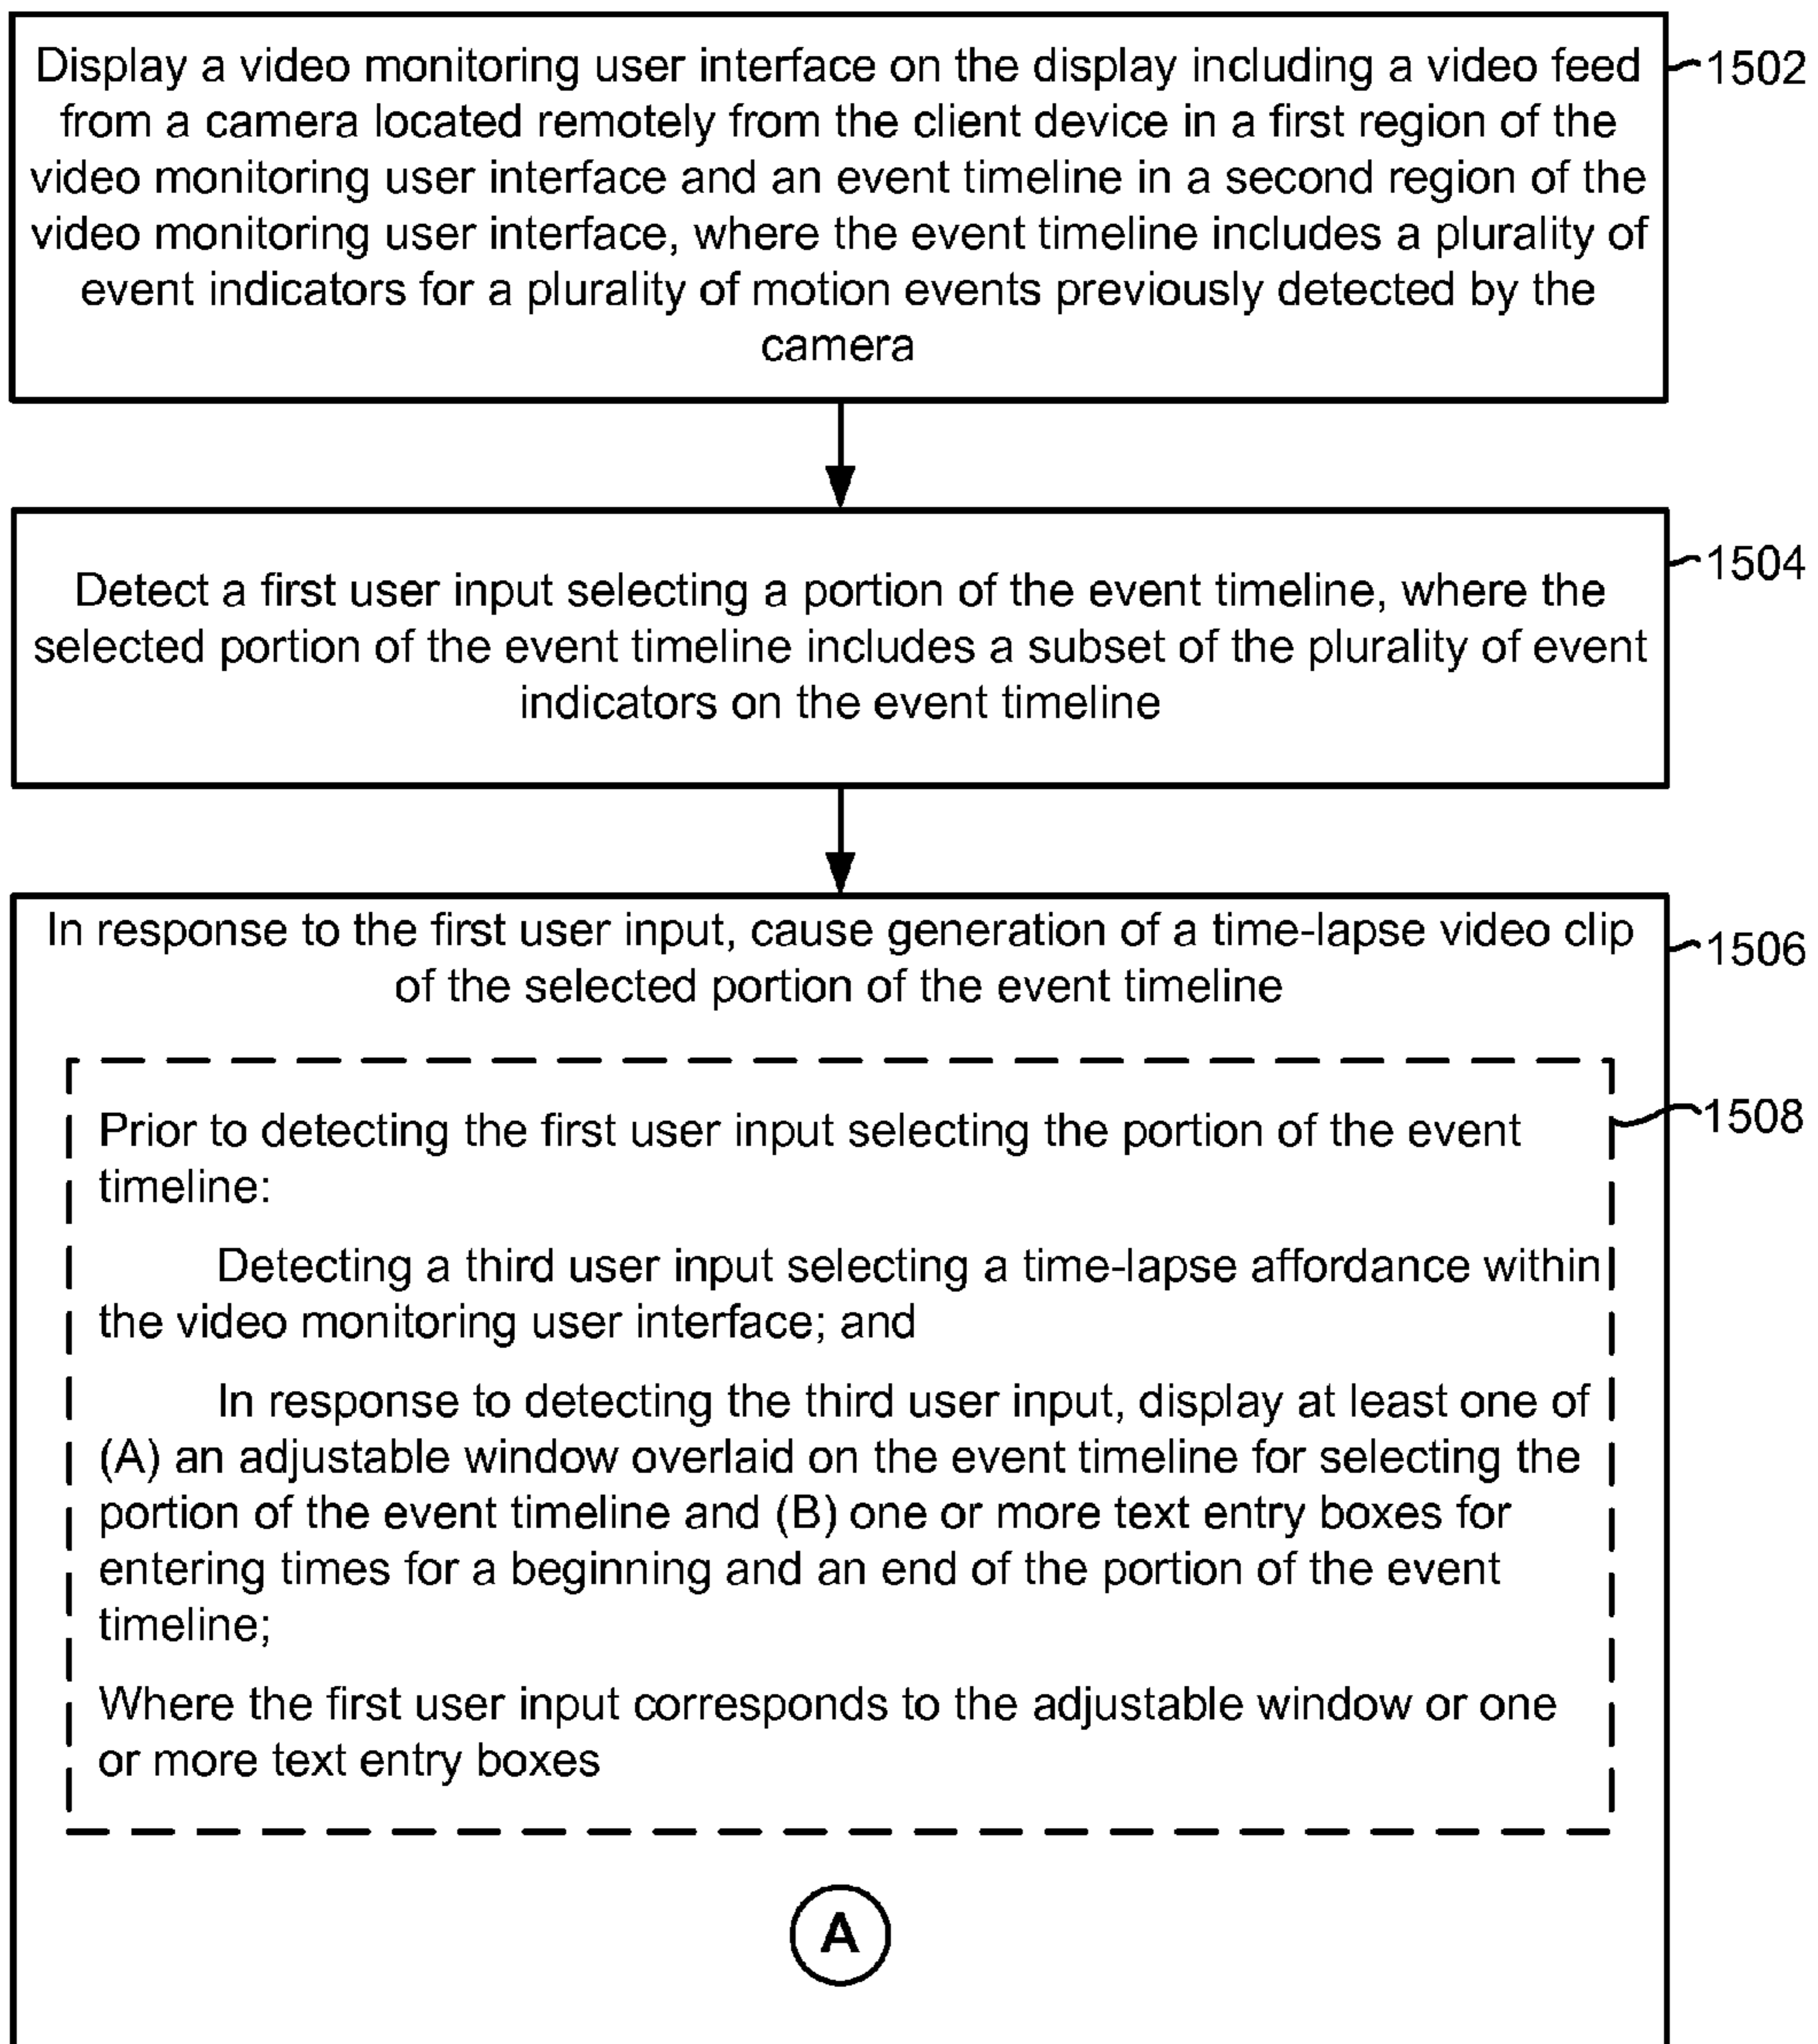 Display a video monitoring user interface on the display including a video feed
from a camera located remotely from the client device in a first region of the
video monitoring user interface and an event timeline in a second region of the
video monitoring user interface, where the event timeline includes a plurality of
event indicators for a plurality of motion events previously detected by the
camera
1502
Detect a first user input selecting a portion of the event timeline, where the
selected portion of the event timeline includes a subset of the plurality of event
indicators on the event timeline
1504
In response to the first user input, cause generation of a time-lapse video clip
of the selected portion of the event timeline
1506
Prior to detecting the first user input selecting the portion of the event
timeline:
1508
Detecting a third user input selecting a time-lapse affordance within
the video monitoring user interface; and
In response to detecting the third user input, display at least one of
(A) an adjustable window overlaid on the event timeline for selecting the
portion of the event timeline and (B) one or more text entry boxes for
entering times for a beginning and an end of the portion of the event
timeline;
Where the first user input corresponds to the adjustable window or one
or more text entry boxes
A